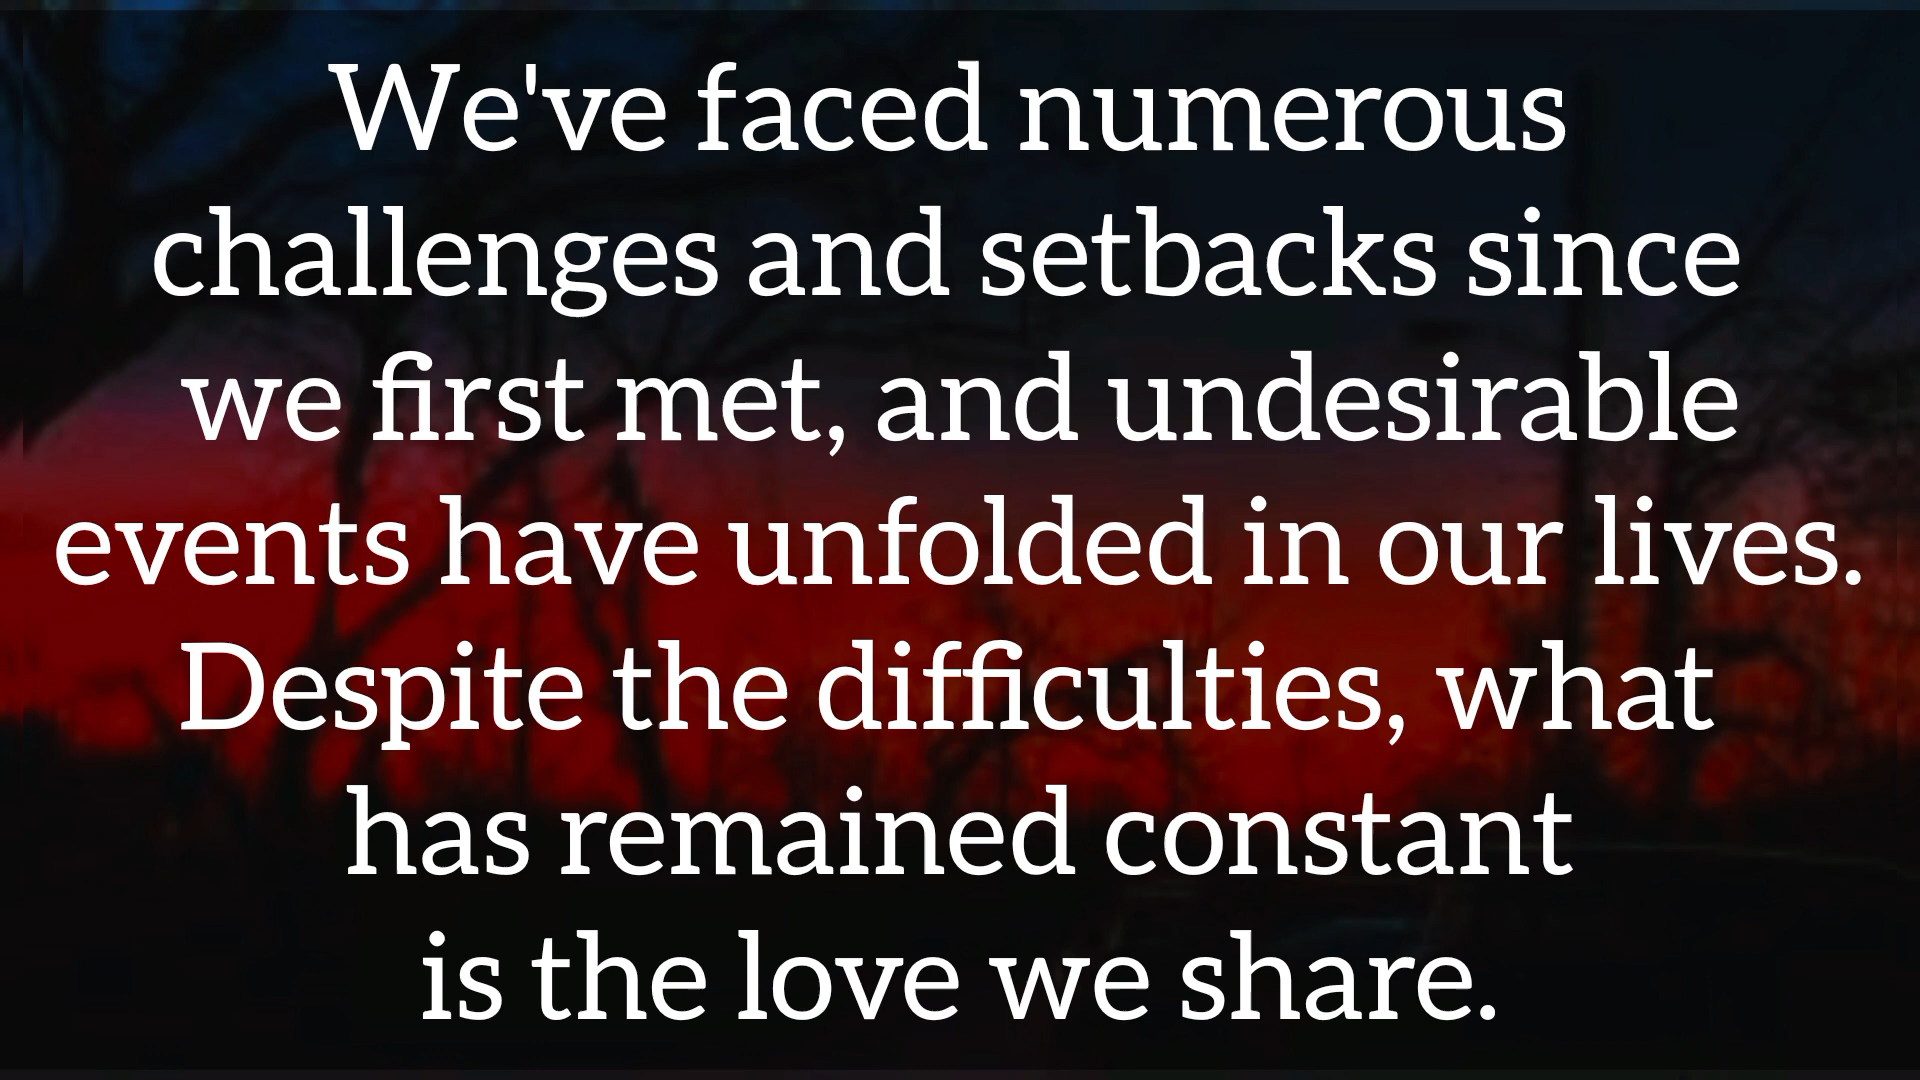 We've faced numerous
challenges and setbacks since
we first met, and undesirable
events have unfolded in our lives.
Despite the difficulties, what
has remained constant
is the love we share.